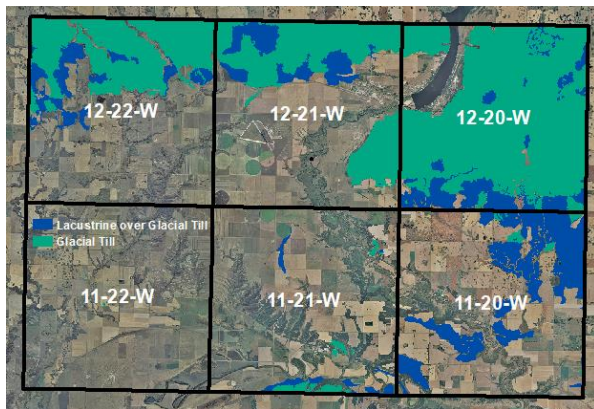 12-22-W
12-21-W
12-20-W
Lacustrine over Glacial Till
Glacial Till
11-22-W
11-21-W
11-20-W